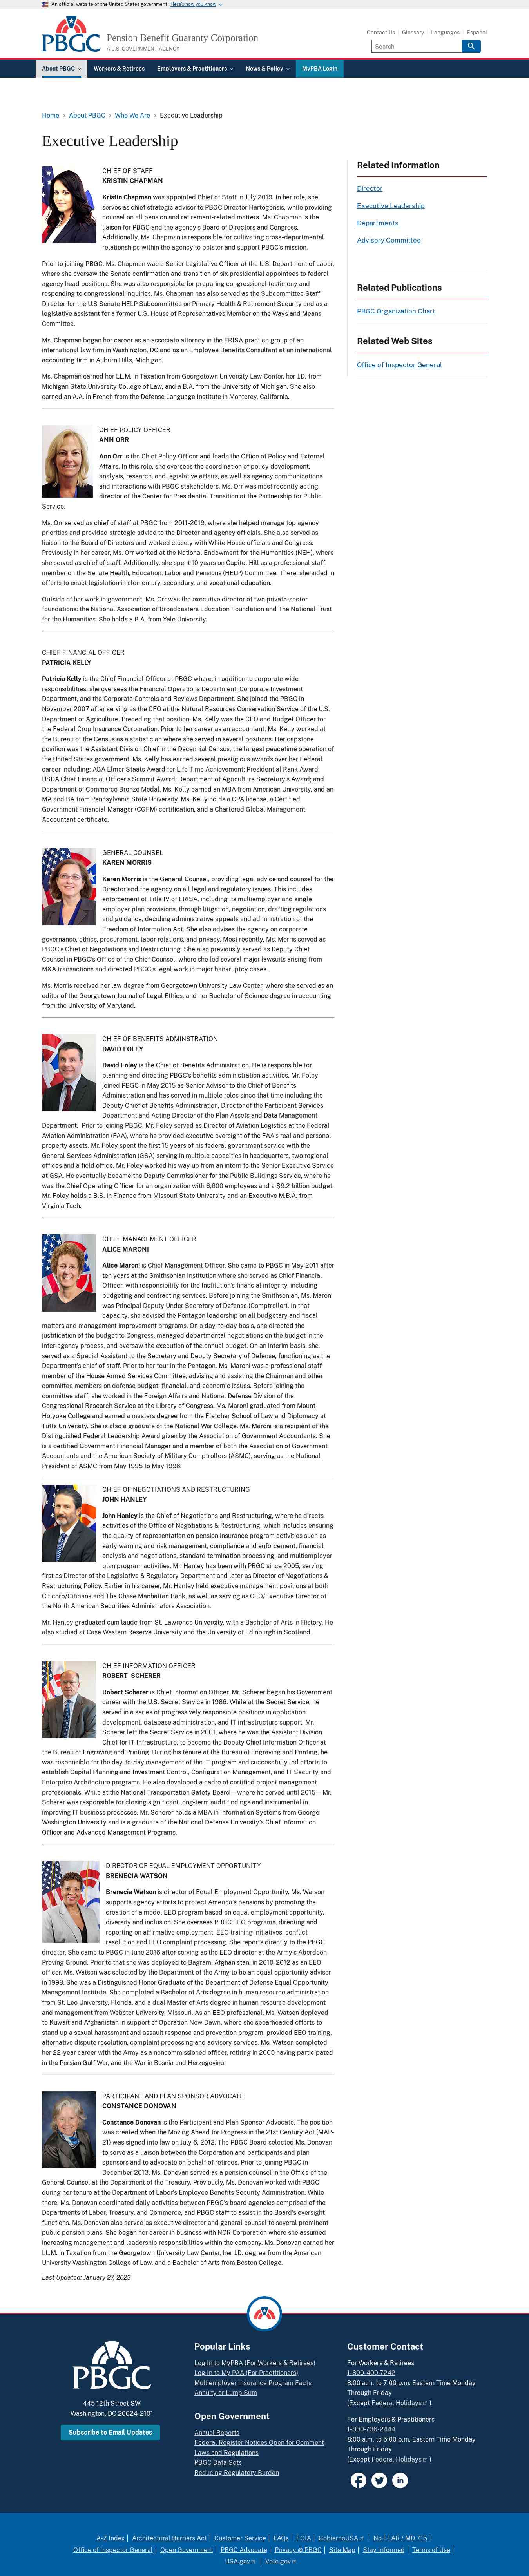 An official website of the United States government Here's how you know
PBGC
Pension Benefit Guaranty Corporation
A U.S. GOVERNMENT AGENCY
Contact Us Glossary Languages Español
Search
About PBGC Workers & Retirees Employers & Practitioners News & Policy MyPBA Login
Home > About PBGC > Who We Are > Executive Leadership
Executive Leadership
CHIEF OF STAFF
KRISTIN CHAPMAN
Kristin Chapman was appointed Chief of Staff in July 2019. In her role, she
serves as chief strategic advisor to PBGC Director Hartogensis, while providing
counsel on high-level and politically nuanced matters. Ms. Chapman is the
liaison for PBGC and the agency's Board of Directors and conducers.
Additionally, Ms. Chapman is responsible for cultivating cross-departmental
relationships within the agency to bolster and support PBGC's mission.
Prior to joining PBGC, Ms. Chapman was a Senior Legislative Officer at the U.S. Department of Labor,
where she oversaw the Senate confirmation and transition of six presidentially appointed agency
head positions. She was also responsible for preparing congressional testimony and
responding to congressional inquiries. Ms. Chapman also served as the Subcommittee Staff
Director for the U.S Senate HELP Subcommittee on Primary Health & Retirement Security and as a
legislative assistant for a former U.S. House of Representatives Member on the Ways and Means
Committee.
Ms. Chapman began her career as an associate attorney in the ERISA practice group of an
international law firm in Washington, DC and as an Employee Benefits Consultant at an international
accounting firm in Auburn Hills, Michigan.
Ms. Chapman earned her LL.M. in Taxation from Georgetown University Law Center, her J.D. from
Michigan State University College of Law, and a B.A. from the University of Michigan. She also
earned an A.A. in French from the Defense Language Institute in Monterey, California.
CHIEF POLICY OFFICER
ANN ORR
Ann Orr is the Chief Policy Officer and leads the Office of Policy and External
Affairs. In this role, she oversees the coordination of policy development,
analysis, research, and legislative affairs, as well as agency communications
and interactions with PBGC stakeholders. Ms. Orr was most recently a program
director of the Center for Presidential Transition at the Partnership for Public
Service.
Ms. Orr served as chief of staff at PBGC from 2011-2019, where she helped manage top agency
priorities and provided strategic advice to the Director and agency officials. She also served as
liaison to the Board of Directors and worked closely with White House officials and Congress.
Previously in her career, Ms. Orr worked at the National Endowment for the Humanities (NEH), where
she served as chief of staff. Additionally, she spent 10 years on Capitol Hill as a professional staff
member on the Senate Health, Education, Labor and Pensions (HELP) Committee. There, she aided in
efforts to enact legislation in elementary, secondary, and vocational education.
Outside of her work in government, Ms. Orr was the executive director of two private-sector
foundations: the National Association of Broadcasters Education Foundation and The National Trust
for the Humanities. She holds a B.A. from Yale University.
CHIEF FINANCIAL OFFICER
PATRICIA KELLY
Patricia Kelly is the Chief Financial Officer at PBGC where, in addition to corporate wide
responsibilities, she oversees the Financial Operations Department, Corporate Investment
Department, and the Corporate Controls and Reviews Department. She joined the PBGC in
November 2007 after serving as the CFO at the Natural Resources Conservation Service of the U.S.
Department of Agriculture. Preceding that position, Ms. Kelly was the CFO and Budget Officer for
the Federal Crop Insurance Corporation. Prior to her career as an accountant, Ms. Kelly worked at
the Bureau of the Census as a statistician where she served in several positions. Her capstone
position was the Assistant Division Chief in the Decennial Census, the largest peacetime operation of
the United States government. Ms. Kelly has earned several prestigious awards over her Federal
career including: AGA Elmer Staats Award for Life Time Achievement; Presidential Rank Award;
USDA Chief Financial Officer's Summit Award; Department of Agriculture Secretary's Award; and
Department of Commerce Bronze Medal. Ms. Kelly earned an MBA from American University, and an
MA and BA from Pennsylvania State University. Ms. Kelly holds a CPA license, a Certified
Government Financial Manager (CGFM) certification, and a Chartered Global Management
Accountant certificate.
GENERAL COUNSEL
KAREN MORRIS
Karen Morris is the General Counsel, providing legal advice and counsel for the
Director and the agency on all legal and regulatory issues. This includes
enforcement of Title IV of ERISA, including its multiemployer and single
employer plan provisions, through litigation, negotiation, drafting regulations
and guidance, deciding administrative appeals and administration of the
Freedom of Information Act. She also advises the agency on corporate
governance, ethics, procurement, labor relations, and privacy. Most recently, Ms. Morris served as
PBGC's Chief of Negotiations and Restructuring. She also previously served as Deputy Chief
Counsel in PBGC's Office of the Chief Counsel, where she led several major lawsuits arising from
M&A transactions and directed PBGC's legal work in major bankruptcy cases.
Ms. Morris received her law degree from Georgetown University Law Center, where she served as an
editor of the Georgetown Journal of Legal Ethics, and her Bachelor of Science degree in accounting
from the University of Maryland.
CHIEF OF BENEFITS ADMINSTRATION
DAVID FOLEY
David Foley is the Chief of Benefits Administration. He is responsible for
planning and directing PBGC's benefits administration activities. Mr. Foley
joined PBGC in May 2015 as Senior Advisor to the Chief of Benefits
Administration and has served in multiple roles since that time including the
Deputy Chief of Benefits Administration, Director of the Participant Services
Department and Acting Director of the Plan Assets and Data Management
Department. Prior to joining PBGC, Mr. Foley served as Director of Aviation Logistics at the Federal
Aviation Administration (FAA), where he provided executive oversight of the FAA's real and personal
property assets. Mr. Foley spent the first 15 years of his federal government service with the
General Services Administration (GSA) serving in multiple capacities in headquarters, two regional
offices and a field office. Mr. Foley worked his way up from an intern to the Senior Executive Service
at GSA. He eventually became the Deputy Commissioner for the Public Buildings Service, where he
was the Chief Operating Officer for an organization with 6,600 employees and a $9.2 billion budget.
Mr. Foley holds a B.S. in Finance from Missouri State University and an Executive M.B.A. from
Virginia Tech.
CHIEF MANAGEMENT OFFICER
ALICE MARONI
Alice Maroni is Chief Management Officer. She came to PBGC in May 2011 after
ten years at the Smithsonian Institution where she served as Chief Financial
Officer, with responsibility for the Institution's financial integrity, including
budgeting and contracting services. Before joining the Smithsonian, Ms. Maroni
was Principal Deputy Under Secretary of Defense (Comptroller). In that
capacity, she advised the Pentagon leadership on all budgetary and fiscal
matters and management improvement programs. On a day-to-day basis, she directed the
justification of the budget to Congress, managed departmental negotiations on the budget in the
inter-agency process, and oversaw the execution of the annual budget. On an interim basis, she
served as a Special Assistant to the Secretary and Deputy Secretary of Defense, functioning as the
Department's chief of staff. Prior to her tour in the Pentagon, Ms. Maroni was a professional staff
member of the House Armed Services Committee, advising and assisting the Chairman and other
committee members on defense budget, financial, and economic issues. Before joining the
committee staff, she worked in the Foreign Affairs and National Defense Division of the
Congressional Research Service at the Library of Congress. Ms. Maroni graduated from Mount
Holyoke College and earned a masters degree from the Fletcher School of Law and Diplomacy at
Tufts University. She is also a graduate of the National War College. Ms. Maroni is a recipient of the
Distinguished Federal Leadership Award given by the Association of Government Accountants. She
is a certified Government Financial Manager and a member of both the Association of Government
Accountants and the American Society of Military Comptrollers (ASMC), serving as the National
President of ASMC from May 1995 to May 1996.
CHIEF OF NEGOTIATIONS AND RESTRUCTURING
JOHN HANLEY
John Hanley is the Chief of Negotiations and Restructuring, where he directs
activities of the Office of Negotiations & Restructuring, which includes ensuring
the quality of representation on pension insurance program activities such as
early warning and risk management, compliance and enforcement, financial
analysis and negotiations, standard termination processing, and multiemployer
plan program activities. Mr. Hanley has been with PBGC since 2005, serving
first as Director of the Legislative & Regulatory Department and later as Director of Negotiations &
Restructuring Policy. Earlier in his career, Mr. Hanley held executive management positions at both
Citicorp/Citibank and The Chase Manhattan Bank, as well as serving as CEO/Executive Director of
the North American Securities Administrators Association.
Mr. Hanley graduated cum laude from St. Lawrence University, with a Bachelor of Arts in History. He
also studied at Case Western Reserve University and the University of Edinburgh in Scotland.
CHIEF INFORMATION OFFICER
ROBERT SCHERER
Robert Scherer is Chief Information Officer. Mr. Scherer began his Government
career with the U.S. Secret Service in 1986. While at the Secret Service, he
served in a series of progressively responsible positions in application
development, database administration, and IT infrastructure support. Mr.
Scherer left the Secret Service in 2001, where he was the Assistant Division
Chief for IT Infrastructure, to become the Deputy Chief Information Officer at
the Bureau of Engraving and Printing. During his tenure at the Bureau of Engraving and Printing, he
was responsible for the day-to-day management of the IT program and successfully led efforts to
establish Capital Planning and Investment Control, Configuration Management, and IT Security and
Enterprise Architecture programs. He also developed a cadre of certified project management
professionals. While at the National Transportation Safety Board — where he served until 2015 — Mr.
Scherer was responsible for closing significant long-term audit findings and was instrumental in
improving IT business processes. Mr. Scherer holds a MBA in Information Systems from George
Washington University and is a graduate of the National Defense University's Chief Information
Officer and Advanced Management Programs.
DIRECTOR OF EQUAL EMPLOYMENT OPPORTUNITY
BRENECIA WATSON
Brenecia Watson is director of Equal Employment Opportunity. Ms. Watson
supports agency efforts to protect America's pensions by promoting the
creation of a model EEO program based on equal employment opportunity,
diversity and inclusion. She oversees PBGC EEO programs, directing and
reporting on affirmative employment, EEO training initiatives, conflict
resolution and EEO complaint processing. She reports directly to the PBGC
director. She came to PBGC in June 2016 after serving as the EEO director at the Army's Aberdeen
Proving Ground. Prior to that she was deployed to Bagram, Afghanistan, in 2010-2012 as an EEO
officer. Ms. Watson was selected by the Department of the Army to be an equal opportunity advisor
in 1998. She was a Distinguished Honor Graduate of the Department of Defense Equal Opportunity
Management Institute. She completed a Bachelor of Arts degree in human resource administration
from St. Leo University, Florida, and a dual Master of Arts degree in human resource development
and management from Webster University, Missouri. As an EEO professional, Ms. Watson deployed
to Kuwait and Afghanistan in support of Operation New Dawn, where she spearheaded efforts to
stand up a sexual harassment and assault response and prevention program, provided EEO training,
alternative dispute resolution, complaint processing and advisory services. Ms. Watson completed
her 22-year career with the Army as a noncommissioned officer, retiring in 2005 having participated
in the Persian Gulf War, and the War in Bosnia and Herzegovina.
PARTICIPANT AND PLAN SPONSOR ADVOCATE
CONSTANCE DONOVAN
Constance Donovan is the Participant and Plan Sponsor Advocate. The position
was created when the Moving Ahead for Progress in the 21st Century Act (MAP-
21) was signed into law on July 6, 2012. The PBGC Board selected Ms. Donovan
to serve as a liaison between the Corporation and participants and plan
sponsors and to advocate on behalf of retirees. Prior to joining PBGC in
December 2013, Ms. Donovan served as a pension counsel in the Office of the
General Counsel at the Department of the Treasury. Previously, Ms. Donovan worked with PBGC
during her tenure at the Department of Labor's Employee Benefits Security Administration. While
there, Ms. Donovan coordinated daily activities between PBGC's board agencies comprised of the
Departments of Labor, Treasury, and Commerce, and PBGC staff to assist in the Board's oversight
functions. Ms. Donovan also served as executive director and general counsel to several prominent
public pension plans. She began her career in business with NCR Corporation where she assumed
increasing management and leadership responsibilities within the company. Ms. Donovan earned her
LL.M. in Taxation from the Georgetown University Law Center, her J.D. degree from the American
University Washington College of Law, and a Bachelor of Arts from Boston College.
Last Updated: January 27, 2023
Related Information
Director
Executive Leadership
Departments
Advisory Committee
Related Publications
PBGC Organization Chart
Related Web Sites
Office of Inspector General
PBGC
445 12th Street SW
Washington, DC 20024-2101
Subscribe to Email Updates
Popular Links
Log In to MyPBA (For Workers & Retirees)
Log In to My PAA (For Practitioners)
Multiemployer Insurance Program Facts
Annuity or Lump Sum
Open Government
Annual Reports
Federal Register Notices Open for Comment
Laws and Regulations
PBGC Data Sets
Reducing Regulatory Burden
Customer Contact
For Workers & Retirees
1-800-400-7242
8:00 a.m. to 7:00 p.m. Eastern Time Monday
Through Friday
(Except Federal Holidays )
For Employers & Practitioners
1-800-736-2444
8:00 a.m. to 5:00 p.m. Eastern Time Monday
Through Friday
(Except Federal Holidays )
A-Z Index | Architectural Barriers Act | Customer Service | FAQs | FOIA | GobiernoUSA | No FEAR / MD 715 |
Office of Inspector General | Open Government | PBGC Advocate | Privacy @ PBGC | Site Map | Stay Informed | Terms of Use |
USA.gov | Vote.gov